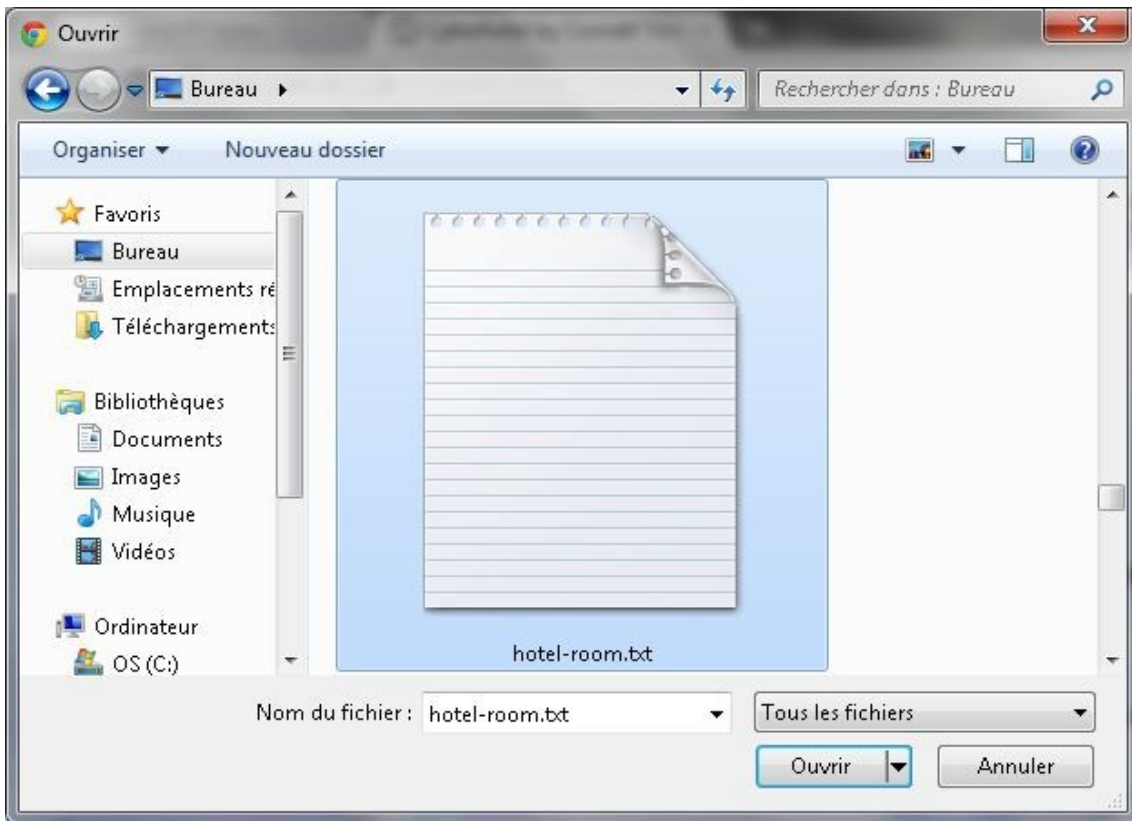 Ouvrir
Bureau
Rechercher dans : Bureau
Organiser
Nouveau dossier
Favoris
Bureau
Emplacements ré
Téléchargements
Bibliothèques
Documents
Images
Musique
Vidéos
Ordinateur
OS (C:)
hotel-room.txt
Nom du fichier : hotel-room.txt
Tous les fichiers
Ouvrir
Annuler